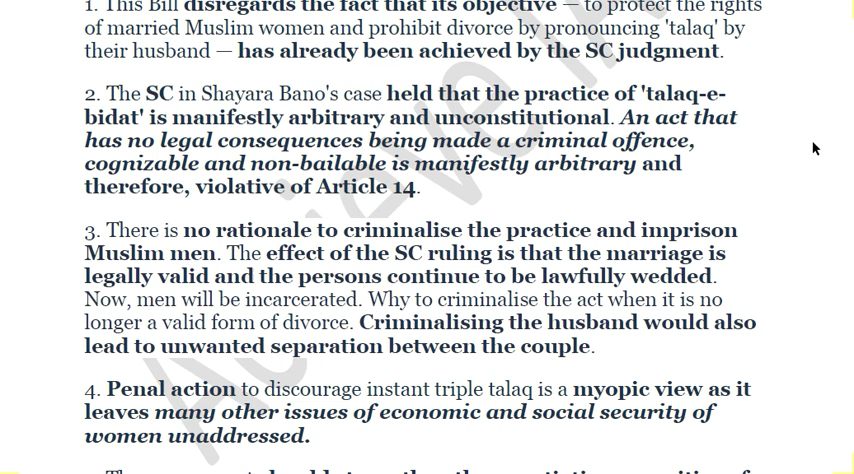 1. This Bill disregards the fact that its objective — to protect the rights
of married Muslim women and prohibit divorce by pronouncing 'talaq' by
their husband — has already been achieved by the SC judgment.
2. The SC in Shayara Bano's case held that the practice of 'talaq-e-
bidat' is manifestly arbitrary and unconstitutional. An act that
has no legal consequences being made a criminal offence,
cognizable and non-bailable is manifestly arbitrary and
therefore, violative of Article 14.
3. There is no rationale to criminalise the practice and imprison
Muslim men. The effect of the SC ruling is that the marriage is
legally valid and the persons continue to be lawfully wedded.
Now, men will be incarcerated. Why to criminalise the act when it is no
longer a valid form of divorce. Criminalising the husband would also
lead to unwanted separation between the couple.
4. Penal action to discourage instant triple talaq is a myopic view as it
leaves many other issues of economic and social security of
women unaddressed.
Achieve